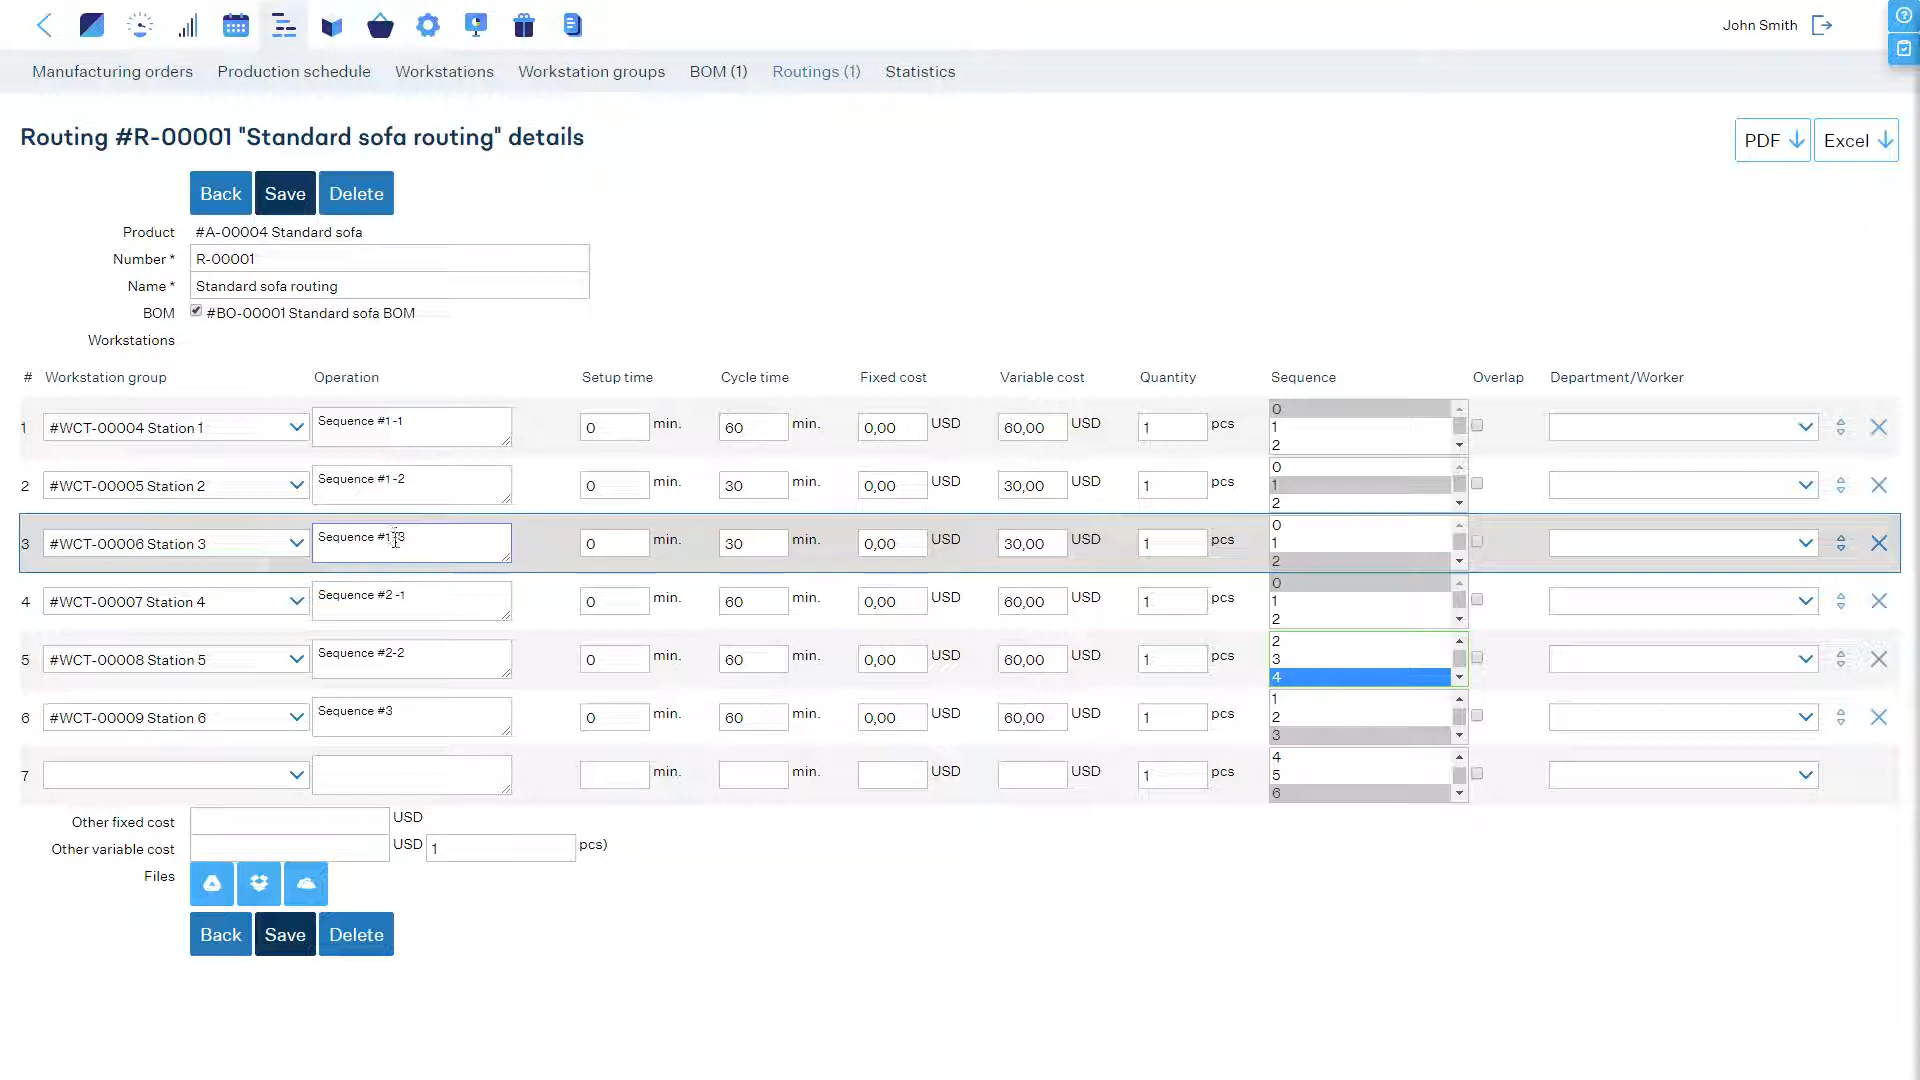 John Smith
Manufacturing orders Production schedule Workstations Workstation groups BOM (1) Routings (1) Statistics
Routing #R-00001 "Standard sofa routing" details
PDF Excel
Back Save Delete
Product #A-00004 Standard sofa
Number * R-00001
Name * Standard sofa routing
BOM #BO-00001 Standard sofa BOM
Workstations
# Workstation group Operation Setup time Cycle time Fixed cost Variable cost Quantity Sequence Overlap Department/Worker
1 #WCT-00004 Station 1 Sequence #1-1 0 min. 60 min. 0,00 USD 60,00 USD 1 pcs 0 1 2
2 #WCT-00005 Station 2 Sequence #1-2 0 min. 30 min. 0,00 USD 30,00 USD 1 pcs 0 1 2
3 #WCT-00006 Station 3 Sequence #1-3 0 min. 30 min. 0,00 USD 30,00 USD 1 pcs 0 1 2
4 #WCT-00007 Station 4 Sequence #2 -1 0 min. 60 min. 0,00 USD 60,00 USD 1 pcs 0 1 2
5 #WCT-00008 Station 5 Sequence #2-2 0 min. 60 min. 0,00 USD 60,00 USD 1 pcs 2 3 4
6 #WCT-00009 Station 6 Sequence #3 0 min. 60 min. 0,00 USD 60,00 USD 1 pcs 1 2 3
7 min. min. USD USD 1 pcs 4 5 6
Other fixed cost USD
Other variable cost USD 1 pcs)
Files
Back Save Delete